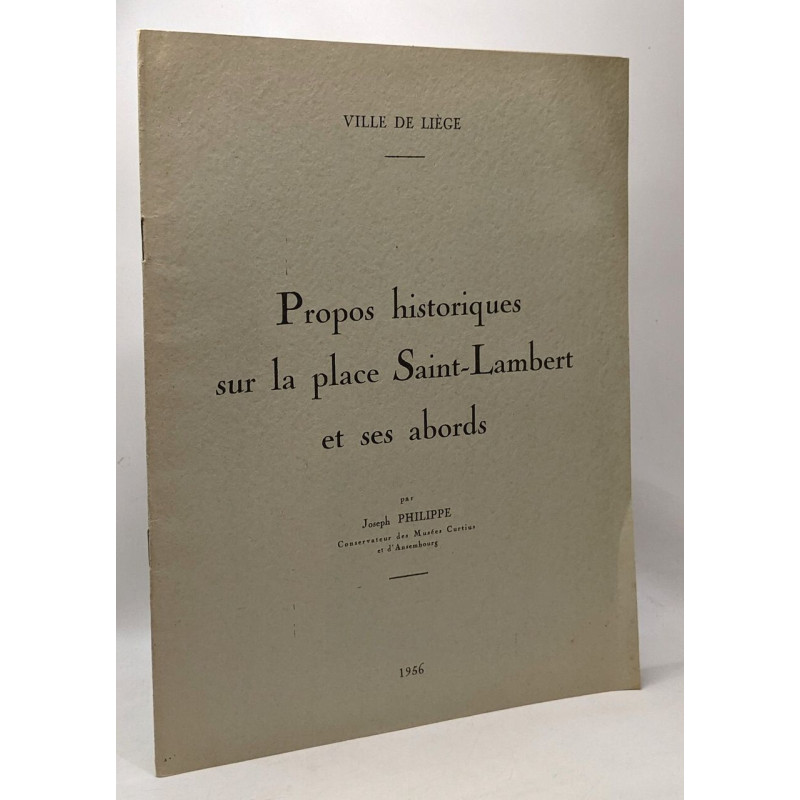 VILLE DE LIÈGE
Propos historiques
sur la place Saint-Lambert
et ses abords
par
Joseph PHILIPPE
Conservateur des Musées Curtius
et d'Ansembourg
1956